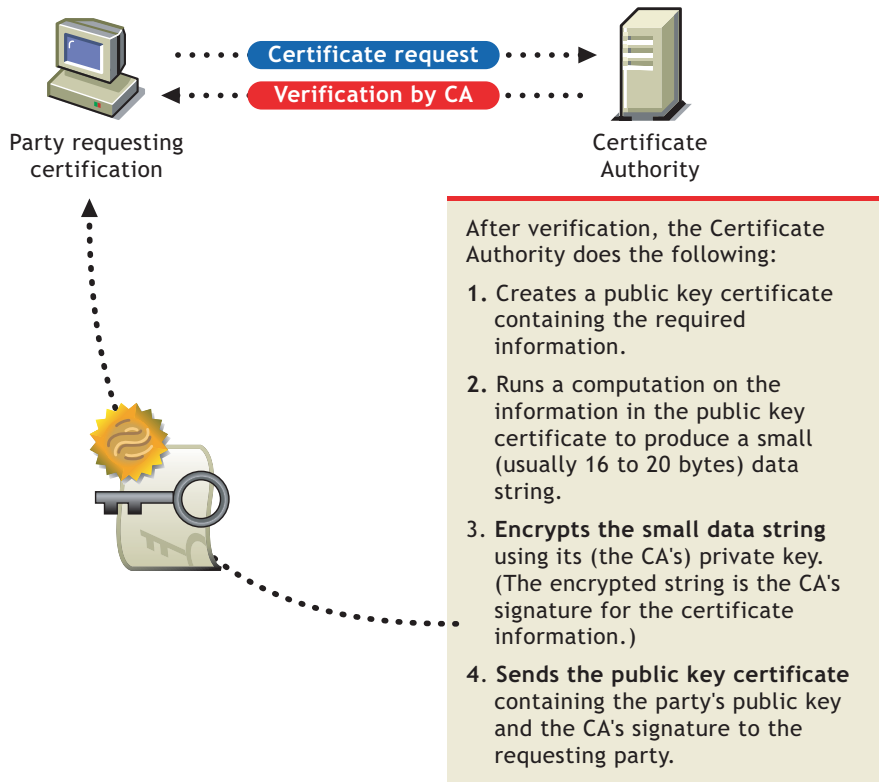 Certificate request
Verification by CA
Party requesting
certification
Certificate
Authority
After verification, the Certificate
Authority does the following:
1. Creates a public key certificate
containing the required
information.
2. Runs a computation on the
information in the public key
certificate to produce a small
(usually 16 to 20 bytes) data
string.
3. Encrypts the small data string
using its (the CA's) private key.
(The encrypted string is the CA's
signature for the certificate
information.)
4. Sends the public key certificate
containing the party's public key
and the CA's signature to the
requesting party.